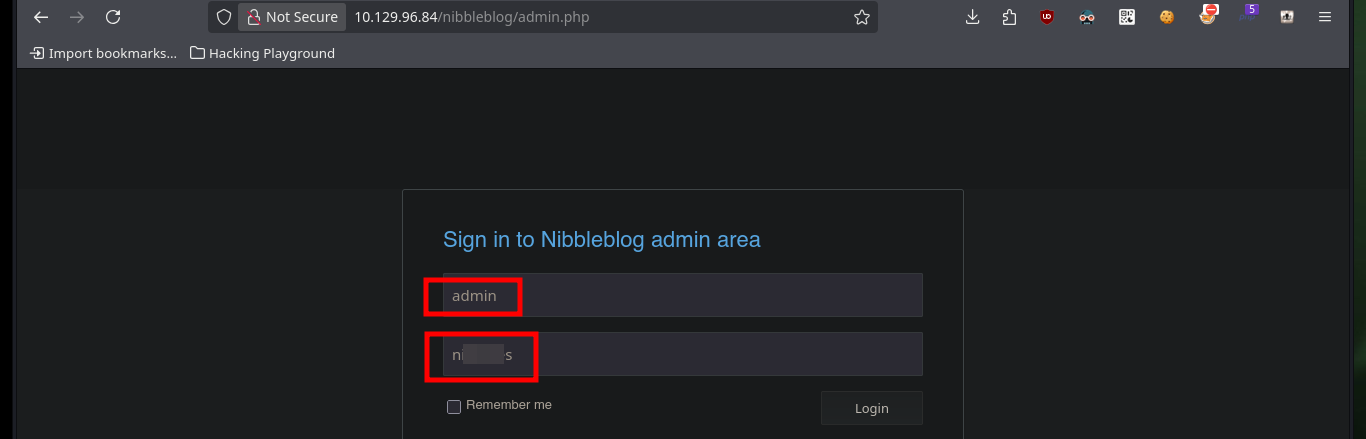 Not Secure 10.129.96.84/nibbleblog/admin.php
5
Import bookmarks... Hacking Playground
Sign in to Nibbleblog admin area
admin
Remember me
Login